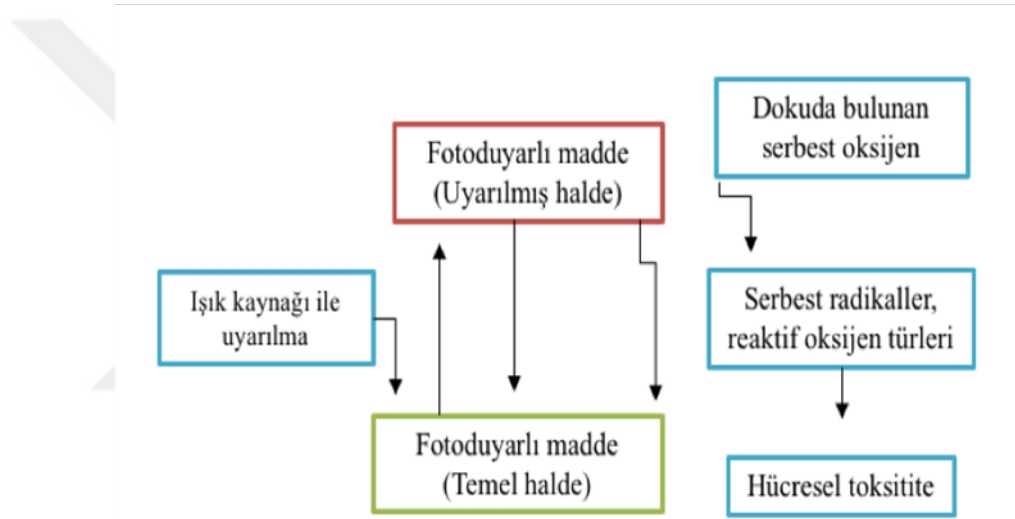 Dokuda bulunan
serbest oksijen
Fotoduyarlı madde
(Uyarılmış halde)
Işık kaynağı ile
uyarılma
Serbest radikaller,
reaktif oksijen türleri
Fotoduyarlı madde
(Temel halde)
Hücresel toksitite